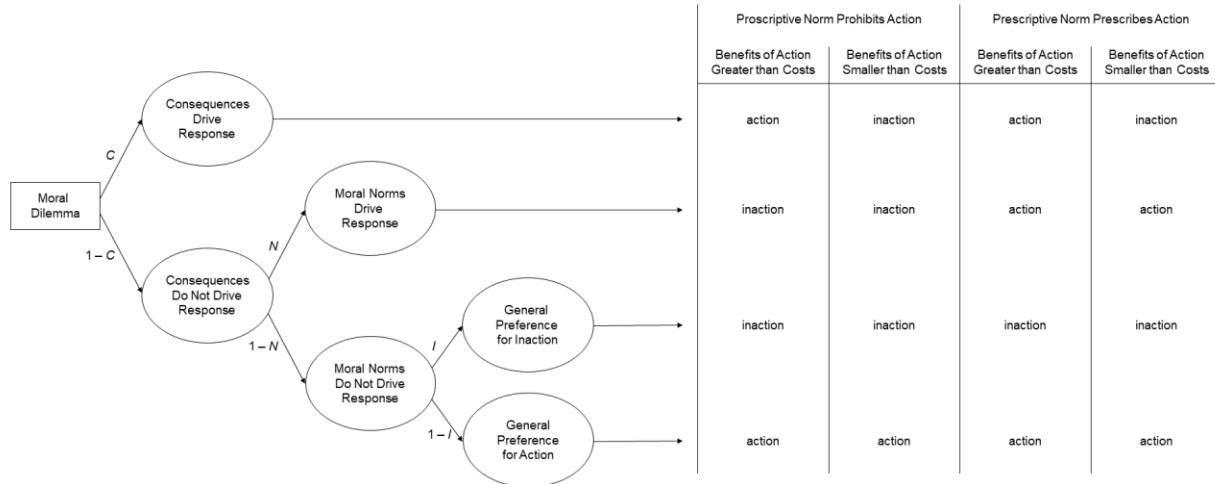 Proscriptive Norm Prohibits Action
Prescriptive Norm Prescribes Action
Benefits of Action
Greater than Costs
Benefits of Action
Smaller than Costs
Benefits of Action
Greater than Costs
Benefits of Action
Smaller than Costs
Consequences
Drive
Response
action
inaction
action
inaction
C
Moral
Dilemma
Moral Norms
Drive
Response
inaction
inaction
action
action
1 – C
N
Consequences
Do Not Drive
Response
General
Preference
for Inaction
inaction
inaction
inaction
inaction
1 – N
I
Moral Norms
Do Not Drive
Response
1 – I
General
Preference
for Action
action
action
action
action